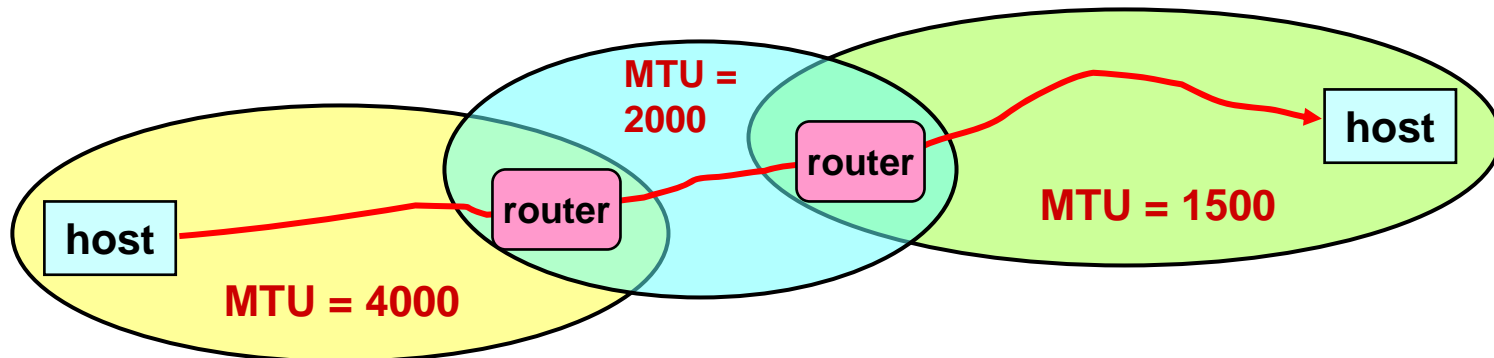 host
MTU = 4000
router
MTU =
2000
router
MTU = 1500
host